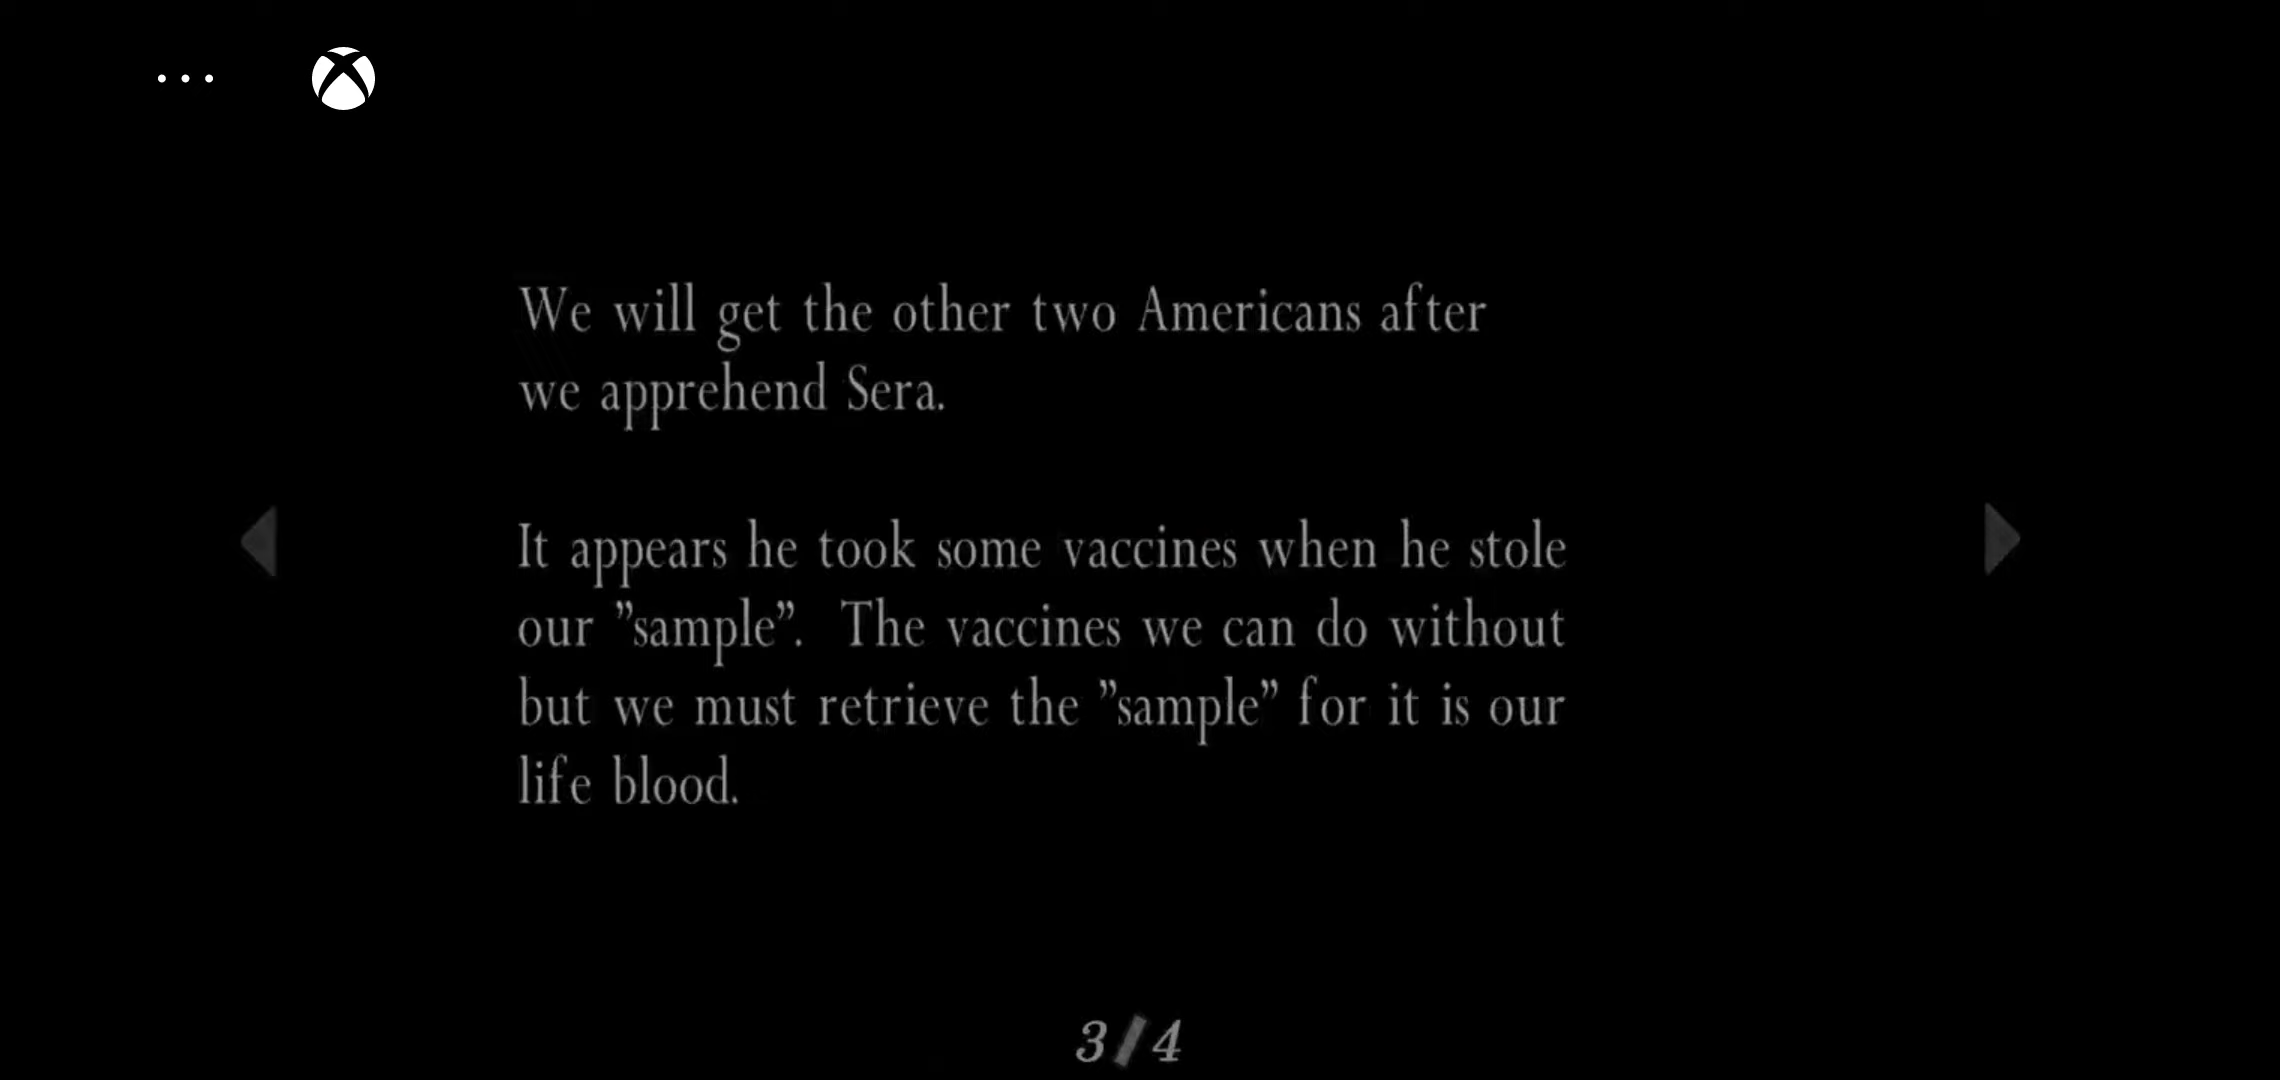 We will get the other two Americans after
we apprehend Sera.
It appears he took some vaccines when he stole
our ”sample”. The vaccines we can do without
but we must retrieve the ”sample” for it is our
life blood.
3/4